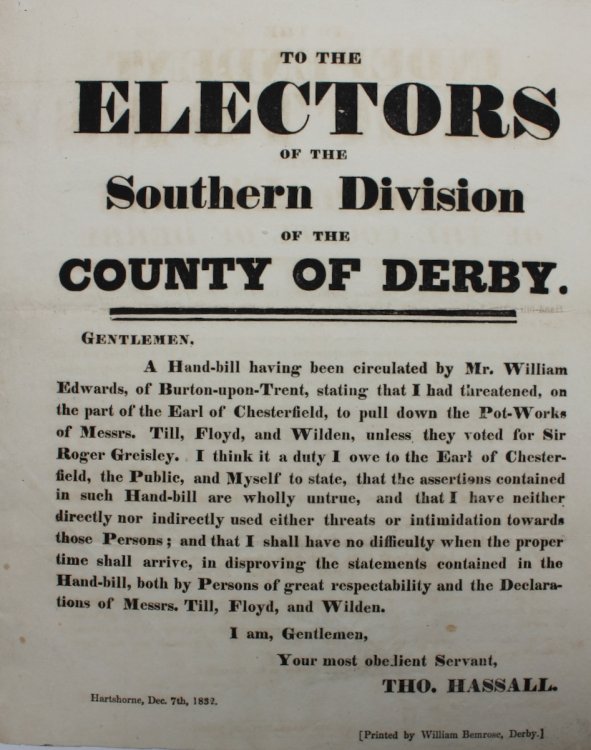 TO THE
ELECTORS
OF THE
Southern Division
OF THE
COUNTY OF DERBY.
GENTLEMEN.
A Hand-bill having been circulated by Mr. William
Edwards, of Burton-upon-Trent, stating that I had threatened, on
the part of the Earl of Chesterfield, to pull down the Pot-Works
of Messrs. Till, Floyd, and Wilden, unless they voted for Sir
Roger Greisley. I think it a duty I owe to the Earl of Chester-
field, the Public, and Myself to state, that the assertions contained
in such Hand-bill are wholly untrue, and that I have neither
directly nor indirectly used either threats or intimidation towards
those Persons; and that I shall have no difficulty when the proper
time shall arrive, in disproving the statements contained in the
Hand-bill, both by Persons of great respectability and the Declara-
tions of Messrs. Till, Floyd, and Wilden.
I am, Gentlemen,
Your most obedient Servant,
THO. HASSALL.
Hartshorne, Dec. 7th, 1832.
[Printed by William Bemrose, Derby.]